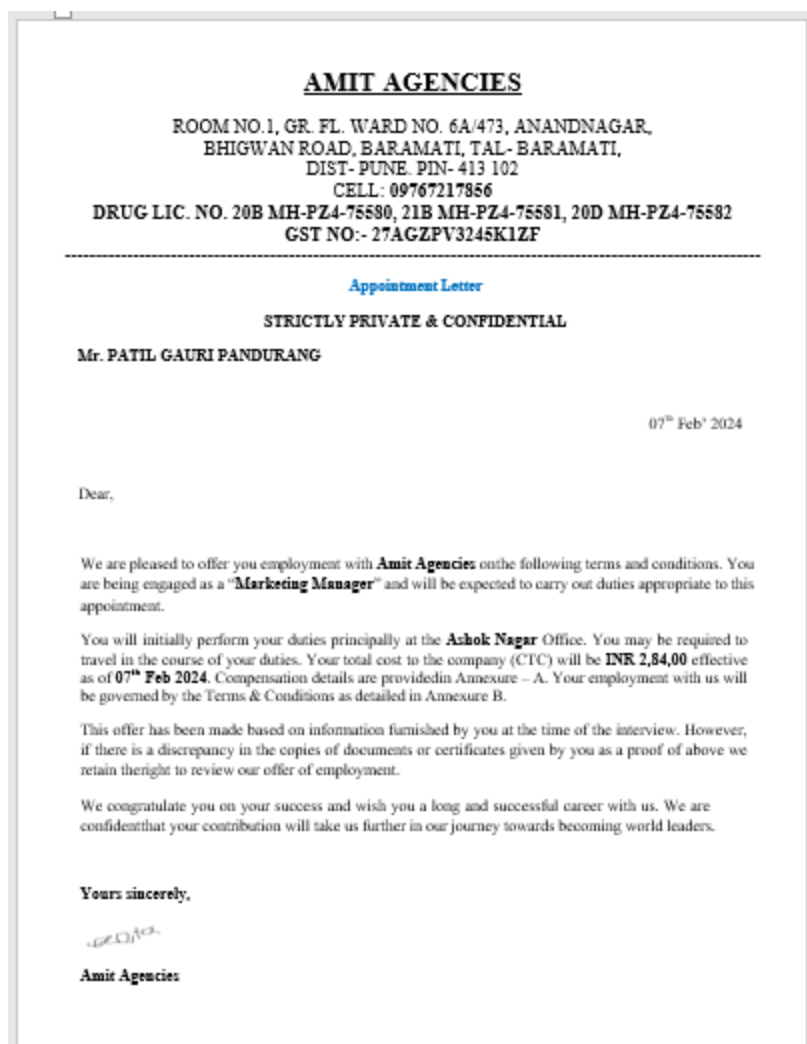 AMIT AGENCIES
ROOM NO.1, GR. FL. WARD NO. 6A/473, ANANDNAGAR,
BHIGWAN ROAD, BARAMATI, TAL- BARAMATI,
DIST- PUNE. PIN- 413 102
CELL: 09767217856
DRUG LIC. NO. 20B MH-PZ4-75580, 21B MH-PZ4-75581, 20D MH-PZ4-75582
GST NO:- 27AGZPV3245K1ZF
Appointment Letter
STRICTLY PRIVATE & CONFIDENTIAL
Mr. PATIL GAURI PANDURANG
07th Feb' 2024
Dear,
We are pleased to offer you employment with Amit Agencies onthe following terms and conditions. You
are being engaged as a “Marketing Manager” and will be expected to carry out duties appropriate to this
appointment.
You will initially perform your duties principally at the Ashok Nagar Office. You may be required to
travel in the course of your duties. Your total cost to the company (CTC) will be INR 2,84,00 effective
as of 07th Feb 2024. Compensation details are providedin Annexure – A. Your employment with us will
be governed by the Terms & Conditions as detailed in Annexure B.
This offer has been made based on information furnished by you at the time of the interview. However,
if there is a discrepancy in the copies of documents or certificates given by you as a proof of above we
retain theright to review our offer of employment.
We congratulate you on your success and wish you a long and successful career with us. We are
confidentthat your contribution will take us further in our journey towards becoming world leaders.
Yours sincerely,
Amit Agencies